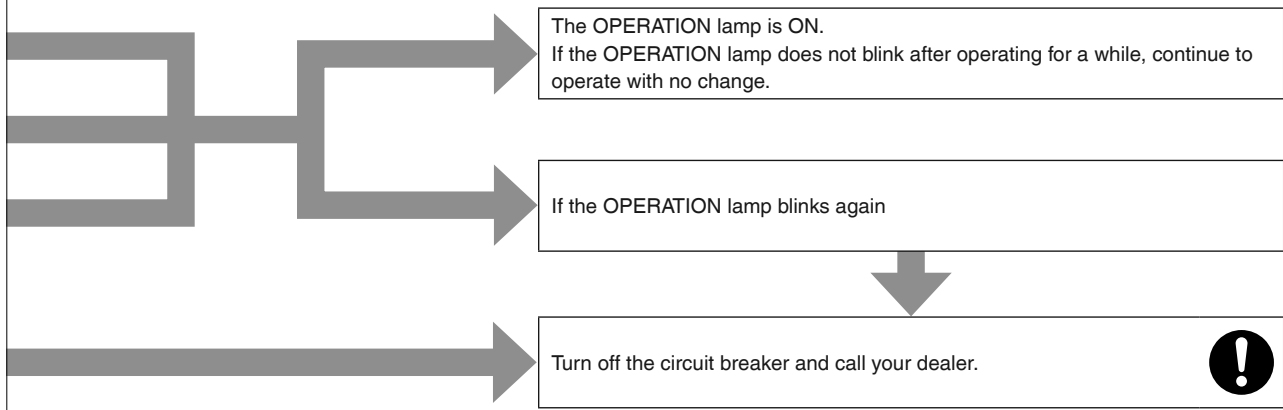 The OPERATION lamp is ON.
If the OPERATION lamp does not blink after operating for a while, continue to
operate with no change.
If the OPERATION lamp blinks again
Turn off the circuit breaker and call your dealer.